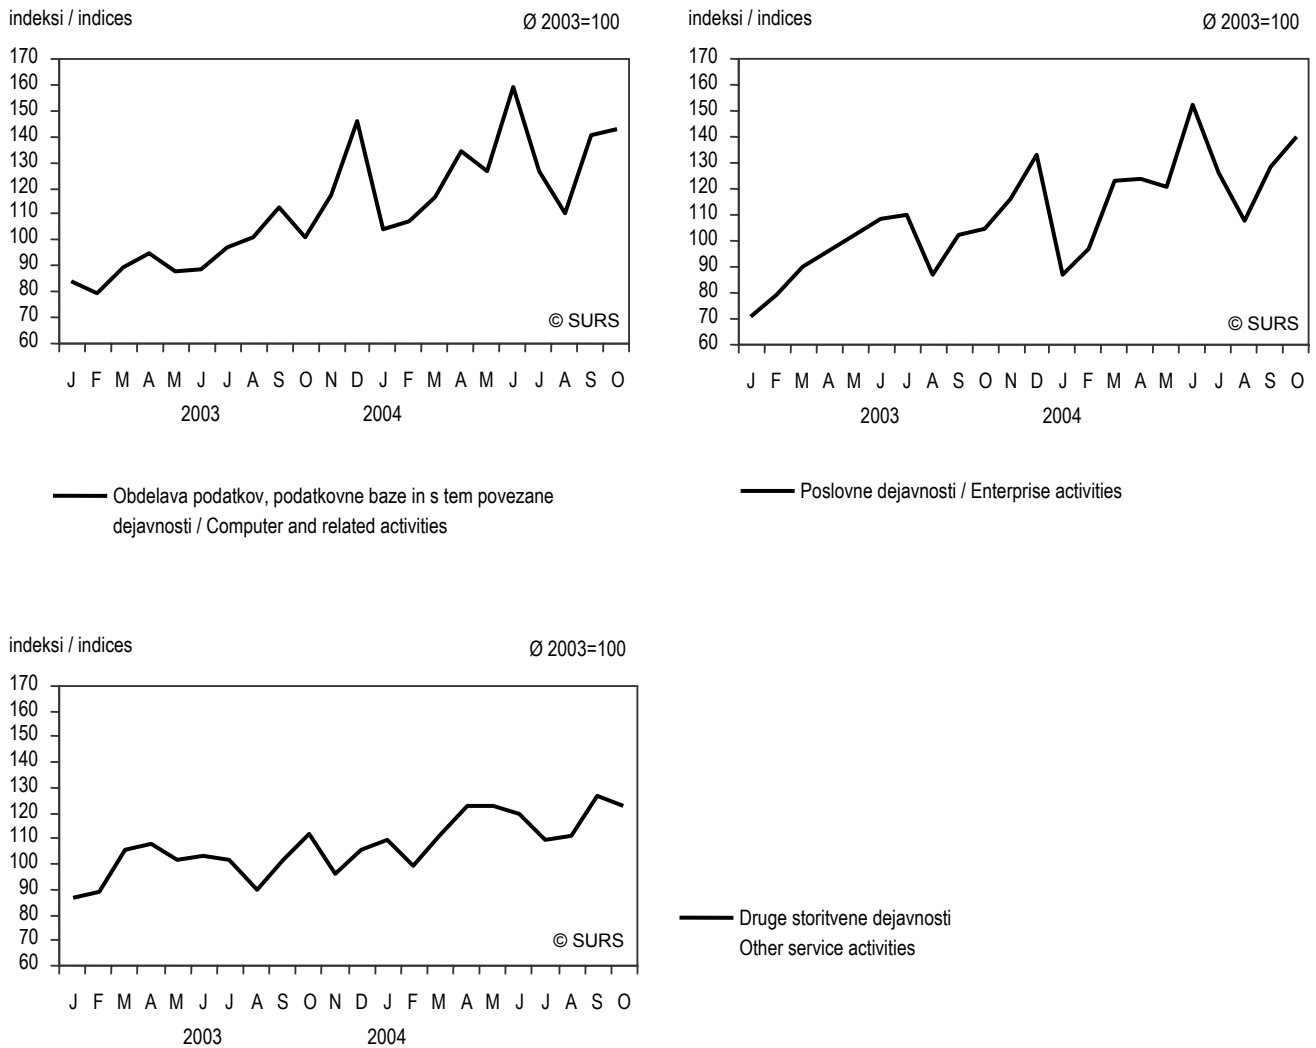 indeksi / indices
Ø 2003=100
170
160
150
140
130
120
110
100
90
80
70
60
© SURS
J F M A M J J A S O N D J F M A M J J A S O
2003 2004
Obdelava podatkov, podatkovne baze in s tem povezane
dejavnosti / Computer and related activities
indeksi / indices
Ø 2003=100
170
160
150
140
130
120
110
100
90
80
70
60
© SURS
J F M A M J J A S O N D J F M A M J J A S O
2003 2004
Poslovne dejavnosti / Enterprise activities
indeksi / indices
Ø 2003=100
170
160
150
140
130
120
110
100
90
80
70
60
© SURS
J F M A M J J A S O N D J F M A M J J A S O
2003 2004
Druge storitvene dejavnosti
Other service activities